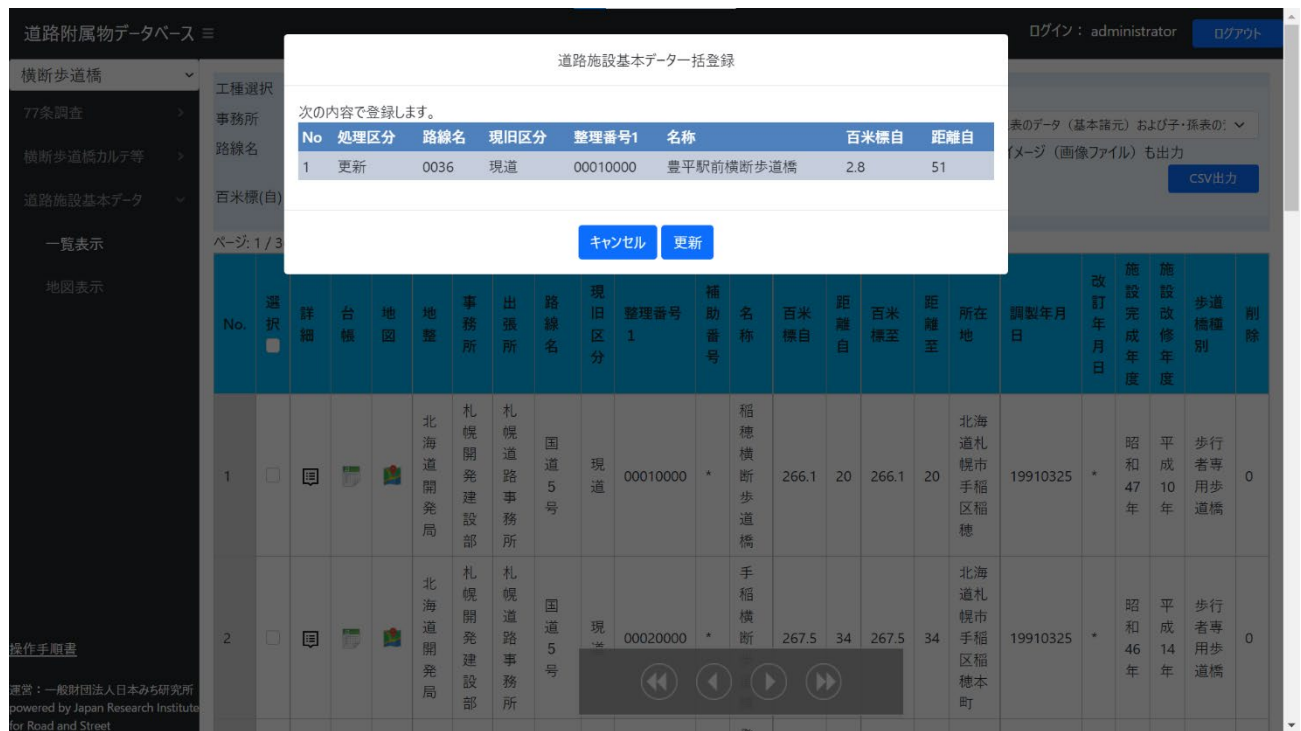 道路附属物データベース ≡
ログイン： administrator
ログアウト
横断歩道橋
77条調査
横断歩道橋カルテ等
道路施設基本データ
一覧表示
地図表示
操作手順書
運営：一般財団法人日本みち研究所
powered by Japan Research Institute
for Road and Street
道路施設基本データ一括登録
次の内容で登録します。
No 処理区分 路線名 現旧区分 整理番号1 名称 百米標自 距離自
1 更新 0036 現道 00010000 豊平駅前横断歩道橋 2.8 51
キャンセル 更新
工種選択
事務所
路線名
百米標(自)
表のデータ（基本諸元）および子・孫表の
イメージ（画像ファイル）も出力
CSV出力
ページ: 1 / 3
No. 選択 詳細 台帳 地図 地整 事務所 出張所 路線名 現旧区分 整理番号1 補助番号 名称 百米標自 距離自 百米標至 距離至 所在地 調製年月日 改訂年月日 施設完成年度 施設改修年度 歩道橋種別 削除
1 北海道開発局 札幌開発建設部 札幌道路事務所 国道5号 現道 00010000 * 稲穂横断歩道橋 266.1 20 266.1 20 北海道札幌市手稲区稲穂 19910325 * 昭和47年 平成10年 歩行者専用歩道橋 0
2 北海道開発局 札幌開発建設部 札幌道路事務所 国道5号 現道 00020000 * 手稲横断 267.5 34 267.5 34 北海道札幌市手稲区稲穂本町 19910325 * 昭和46年 平成14年 歩行者専用歩道橋 0